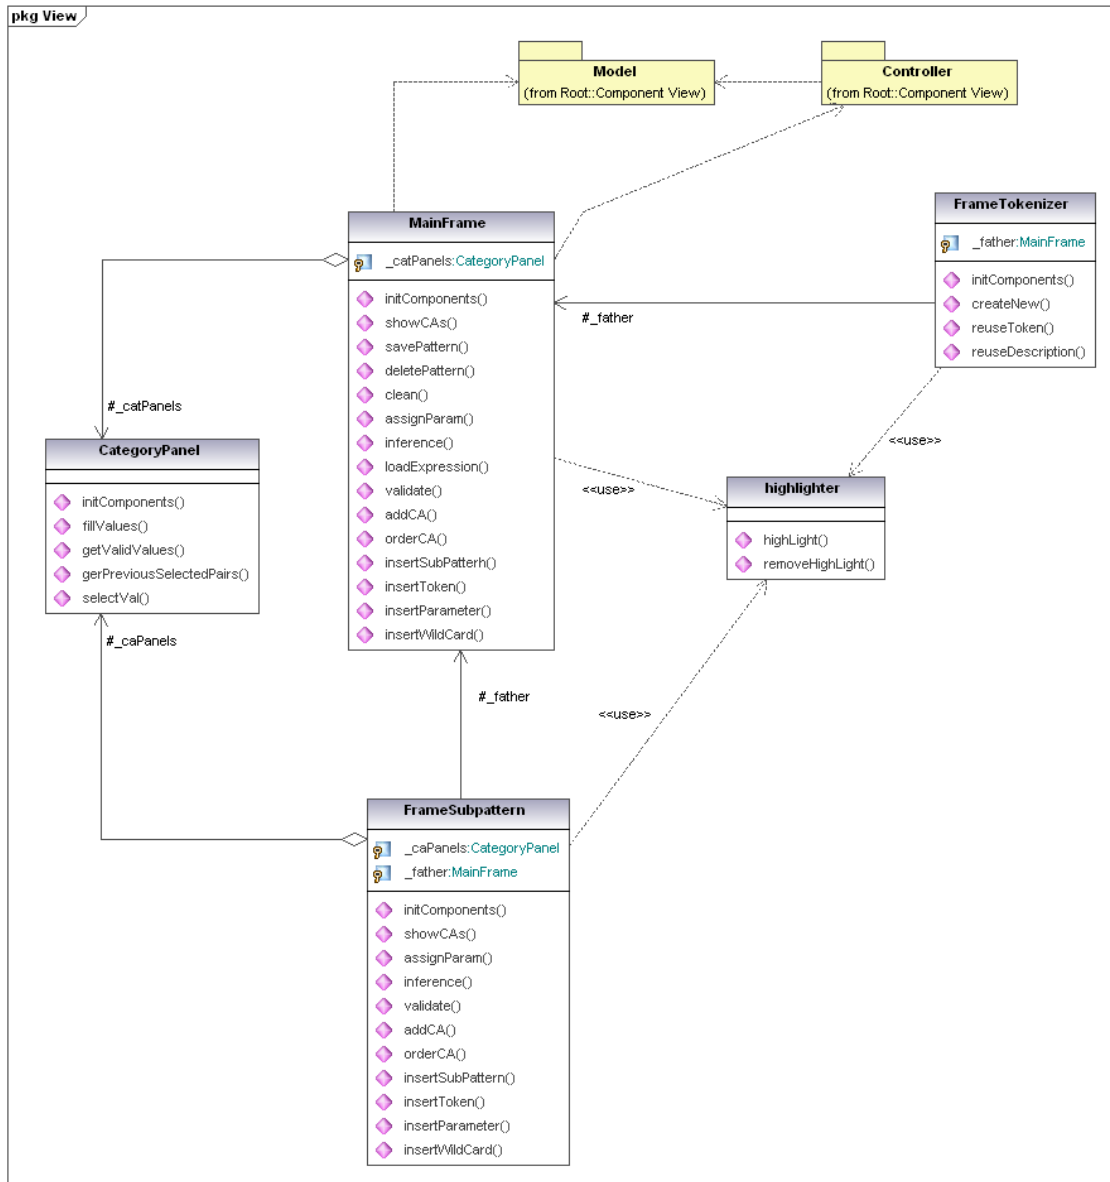 pkg View
Model
(from Root::Component View)
Controller
(from Root::Component View)
MainFrame
_catPanels:CategoryPanel
initComponents()
showCAs()
savePattern()
deletePattern()
clean()
assignParam()
inference()
loadExpression()
validate()
addCA()
orderCA()
insertSubPatterh()
insertToken()
insertParameter()
insertWildCard()
FrameTokenizer
_father:MainFrame
initComponents()
createNew()
reuseToken()
reuseDescription()
#_father
#_catPanels
<<use>>
<<use>>
CategoryPanel
initComponents()
fillValues()
getValidValues()
gerPreviousSelectedPairs()
selectVal()
highlighter
highLight()
removeHighLight()
#_caPanels
#_father
<<use>>
FrameSubpattern
_caPanels:CategoryPanel
_father:MainFrame
initComponents()
showCAs()
assignParam()
inference()
validate()
addCA()
orderCA()
insertSubPattern()
insertToken()
insertParameter()
insertWildCard()